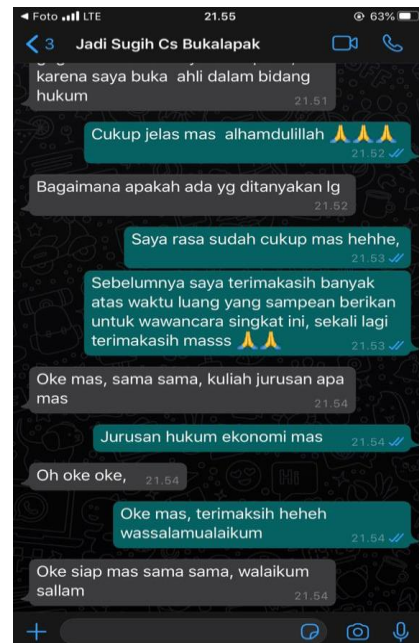 Foto LTE 21.55 63%
3 Jadi Sugih Cs Bukalapak
karena saya buka ahli dalam bidang
hukum 21.51
Cukup jelas mas alhamdulillah 🙏🙏🙏
21.52
Bagaimana apakah ada yg ditanyakan lg
21.52
Saya rasa sudah cukup mas hehhe,
21.53
Sebelumnya saya terimakasih banyak
atas waktu luang yang sampean berikan
untuk wawancara singkat ini, sekali lagi
terimakasih masss 🙏🙏 21.53
Oke mas, sama sama, kuliah jurusan apa
mas 21.54
Jurusan hukum ekonomi mas 21.54
Oh oke oke, 21.54
Oke mas, terimaksih heheh
wassalamualaikum 21.54
Oke siap mas sama sama, walaikum
sallam 21.54